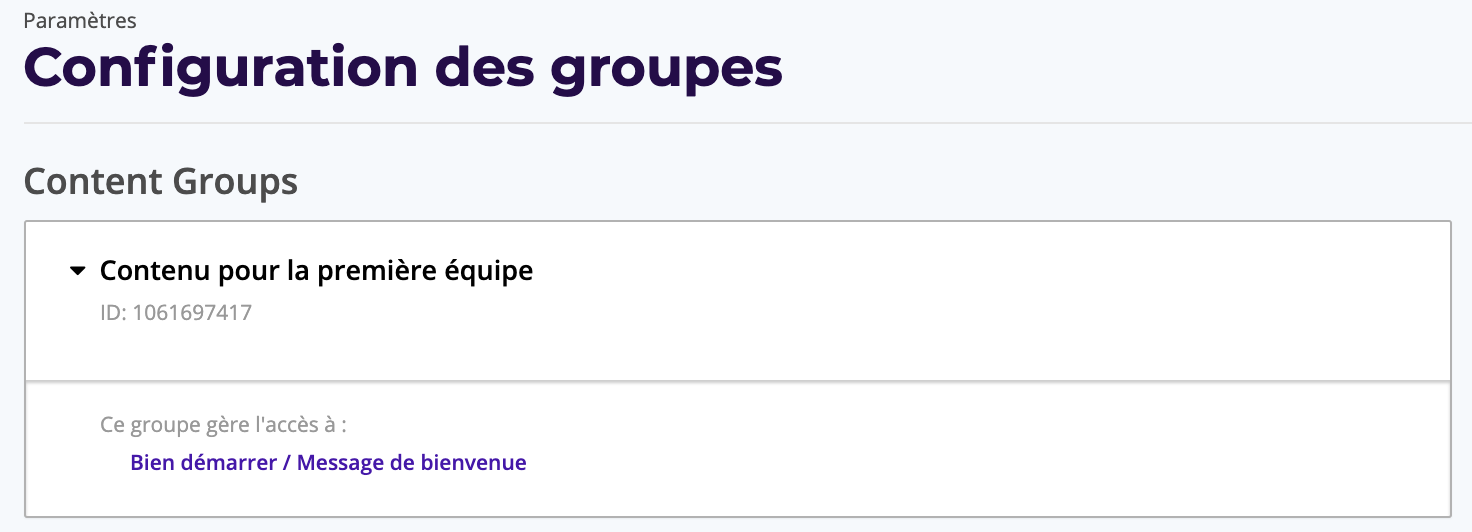 Paramètres
Configuration des groupes
Content Groups
Contenu pour la première équipe
ID: 1061697417
Ce groupe gère l'accès à :
Bien démarrer / Message de bienvenue